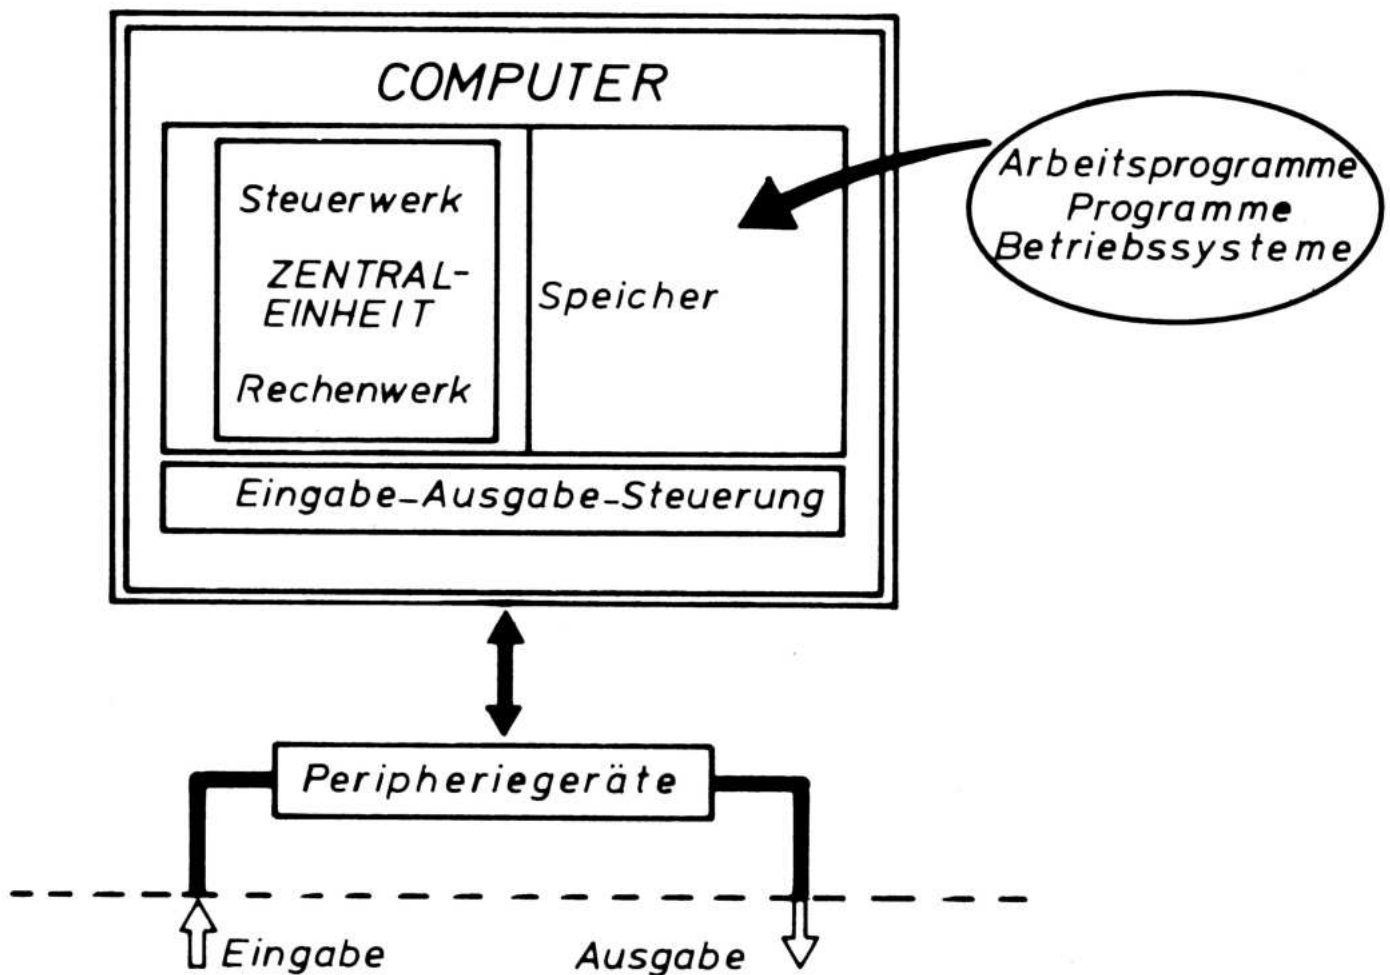 COMPUTER
Steuerwerk
ZENTRAL-
EINHEIT
Rechenwerk
Speicher
Arbeitsprogramme
Programme
Betriebssysteme
Eingabe-Ausgabe-Steuerung
Peripheriegeräte
Eingabe
Ausgabe